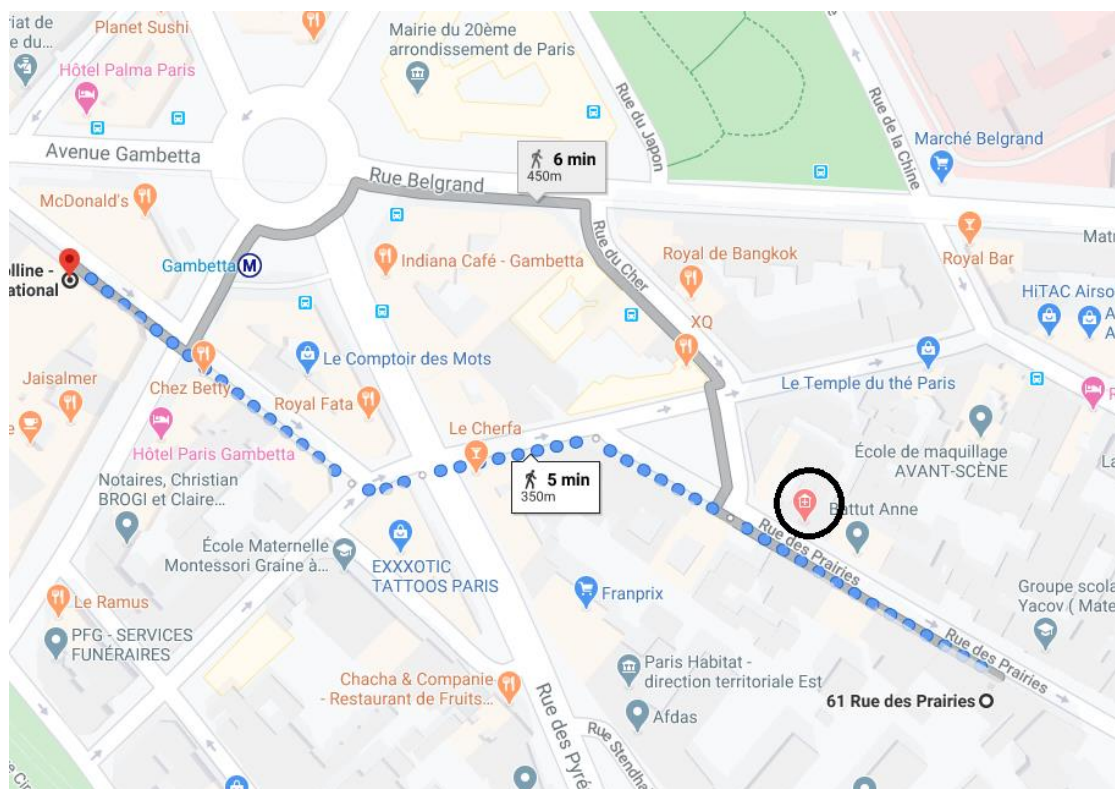 riat de
e du...
Planet Sushi
Hôtel Palma Paris
Mairie du 20ème
arrondissement de Paris
Rue du Japon
Rue de la Chine
Marché Belgrand
Avenue Gambetta
Rue Belgrand
6 min
450m
McDonald's
Gambetta
M
Indiana Café - Gambetta
Rue du Cher
Royal de Bangkok
Royal Bar
Matr
olline -
ational
HiTAC Airso
A
A
XQ
Le Comptoir des Mots
Chez Betty
Jaisalmer
e
Royal Fata
Le Temple du thé Paris
R
Hôtel Paris Gambetta
Le Cherfa
5 min
350m
École de maquillage
AVANT-SCÈNE
La
Notaires, Christian
BROGI et Claire...
Battut Anne
Rue des Prairies
École Maternelle
Montessori Graine à...
EXXXOTIC
TATTOOS PARIS
Franprix
Groupe scola
Yacov ( Mate
Le Ramus
PFG - SERVICES
FUNÉRAIRES
Rue des Prairies
Paris Habitat -
direction territoriale Est
Chacha & Companie
- Restaurant de Fruits...
61 Rue des Prairies
Afdas
Rue des Pyré
Rue Stendha